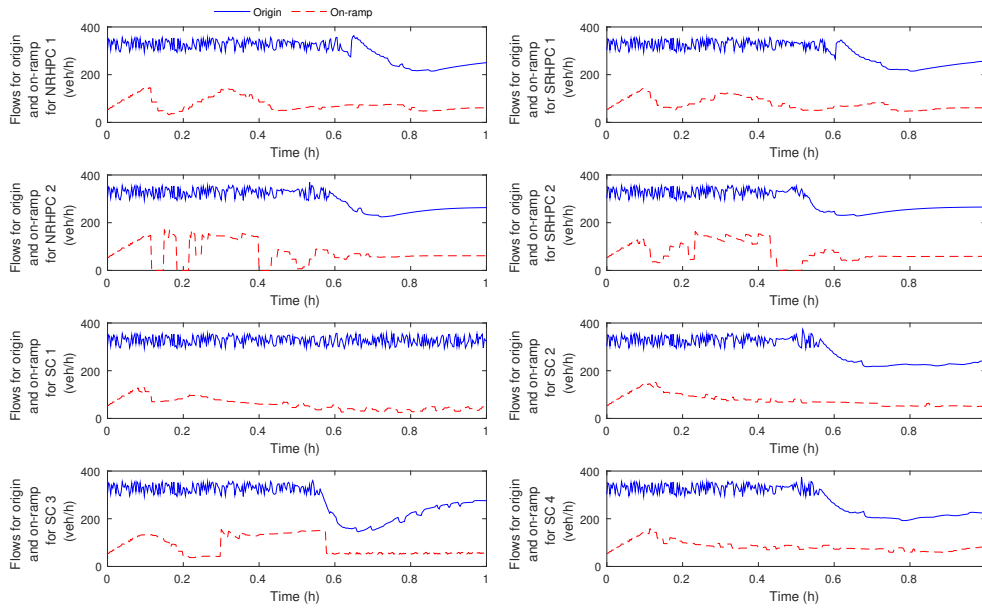 Origin On-ramp
Flows for origin
and on-ramp
for NRHPC 1
(veh/h)
400
200
0
0 0.2 0.4 0.6 0.8 1
Time (h)
Flows for origin
and on-ramp
for SRHPC 1
(veh/h)
400
200
0
0 0.2 0.4 0.6 0.8
Time (h)
Flows for origin
and on-ramp
for NRHPC 2
(veh/h)
400
200
0
0 0.2 0.4 0.6 0.8 1
Time (h)
Flows for origin
and on-ramp
for SRHPC 2
(veh/h)
400
200
0
0 0.2 0.4 0.6 0.8
Time (h)
Flows for origin
and on-ramp
for SC 1
(veh/h)
400
200
0
0 0.2 0.4 0.6 0.8 1
Time (h)
Flows for origin
and on-ramp
for SC 2
(veh/h)
400
200
0
0 0.2 0.4 0.6 0.8
Time (h)
Flows for origin
and on-ramp
for SC 3
(veh/h)
400
200
0
0 0.2 0.4 0.6 0.8 1
Time (h)
Flows for origin
and on-ramp
for SC 4
(veh/h)
400
200
0
0 0.2 0.4 0.6 0.8
Time (h)